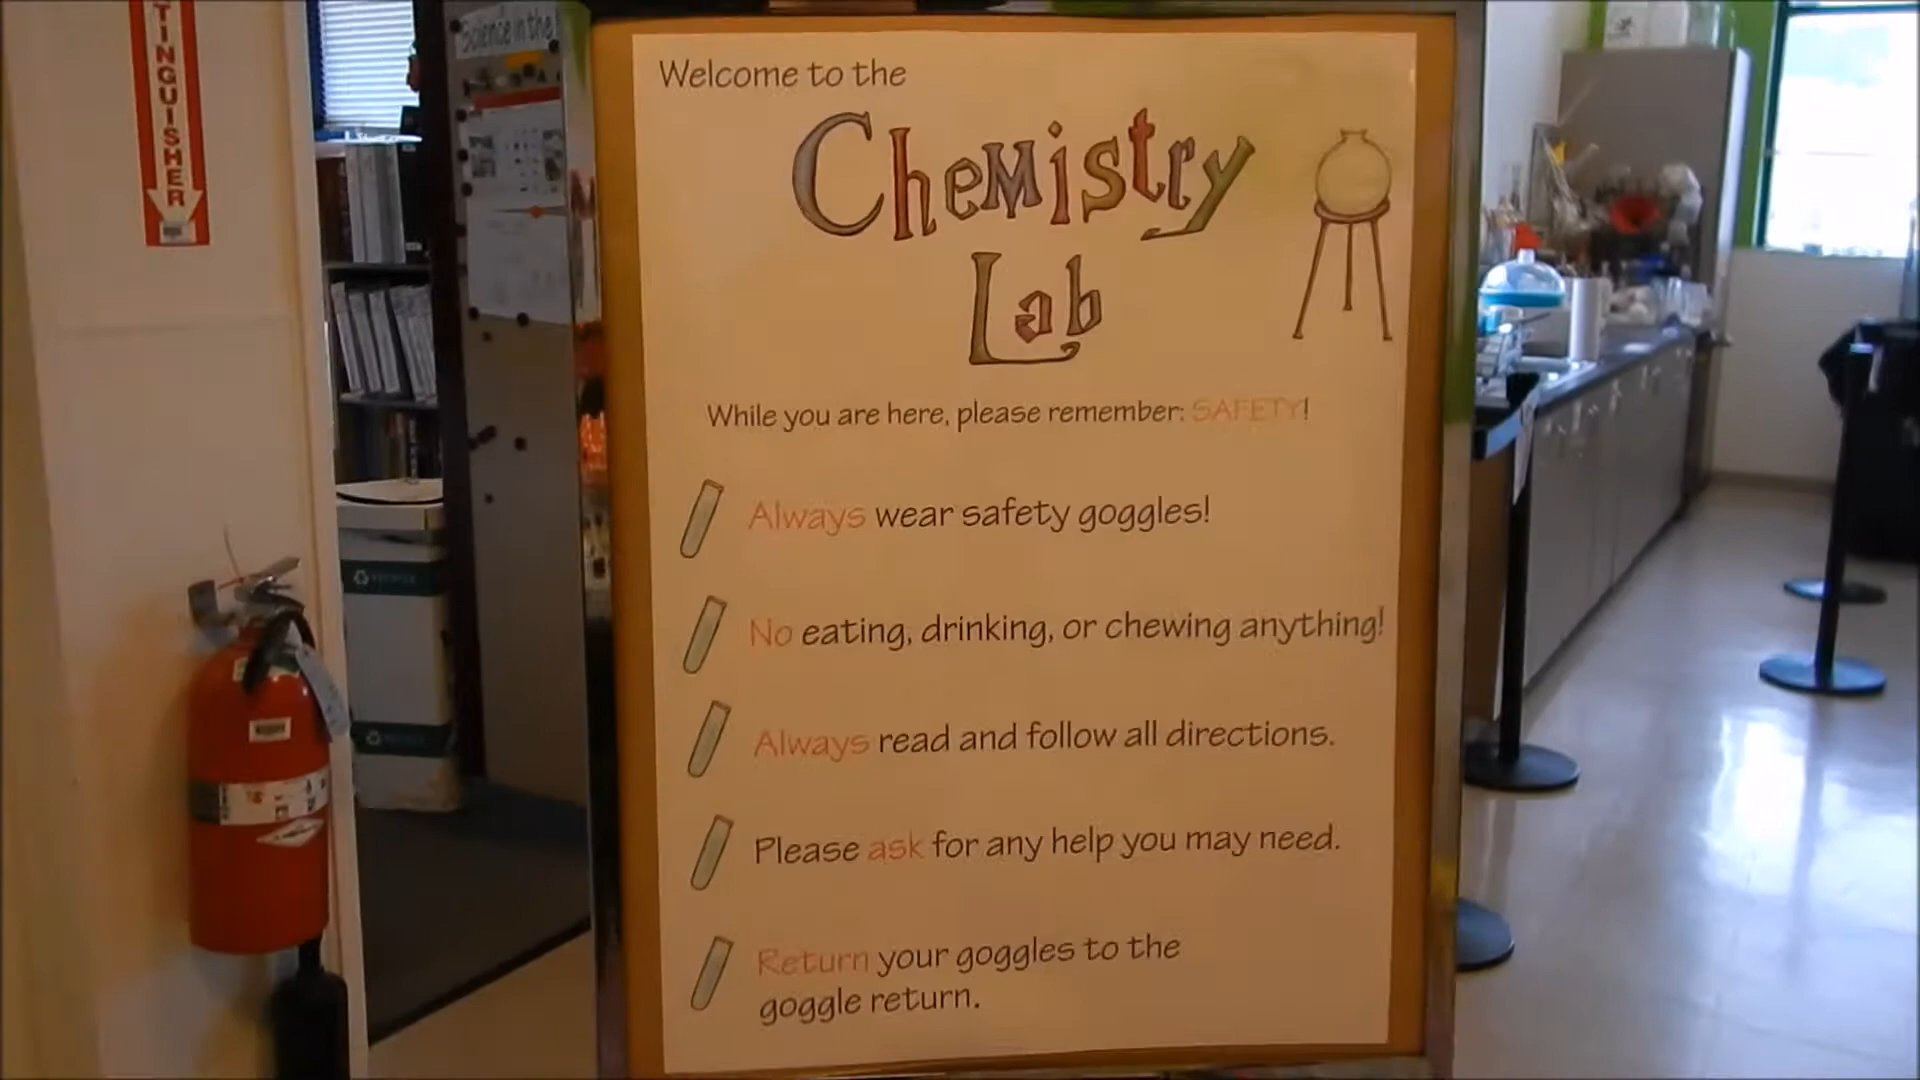 TINGUISHER
Science in the
Welcome to the
Chemistry
Lab
While you are here, please remember: SAFETY!
Always wear safety goggles!
No eating, drinking, or chewing anything!
Always read and follow all directions.
Please ask for any help you may need.
Return your goggles to the
goggle return.